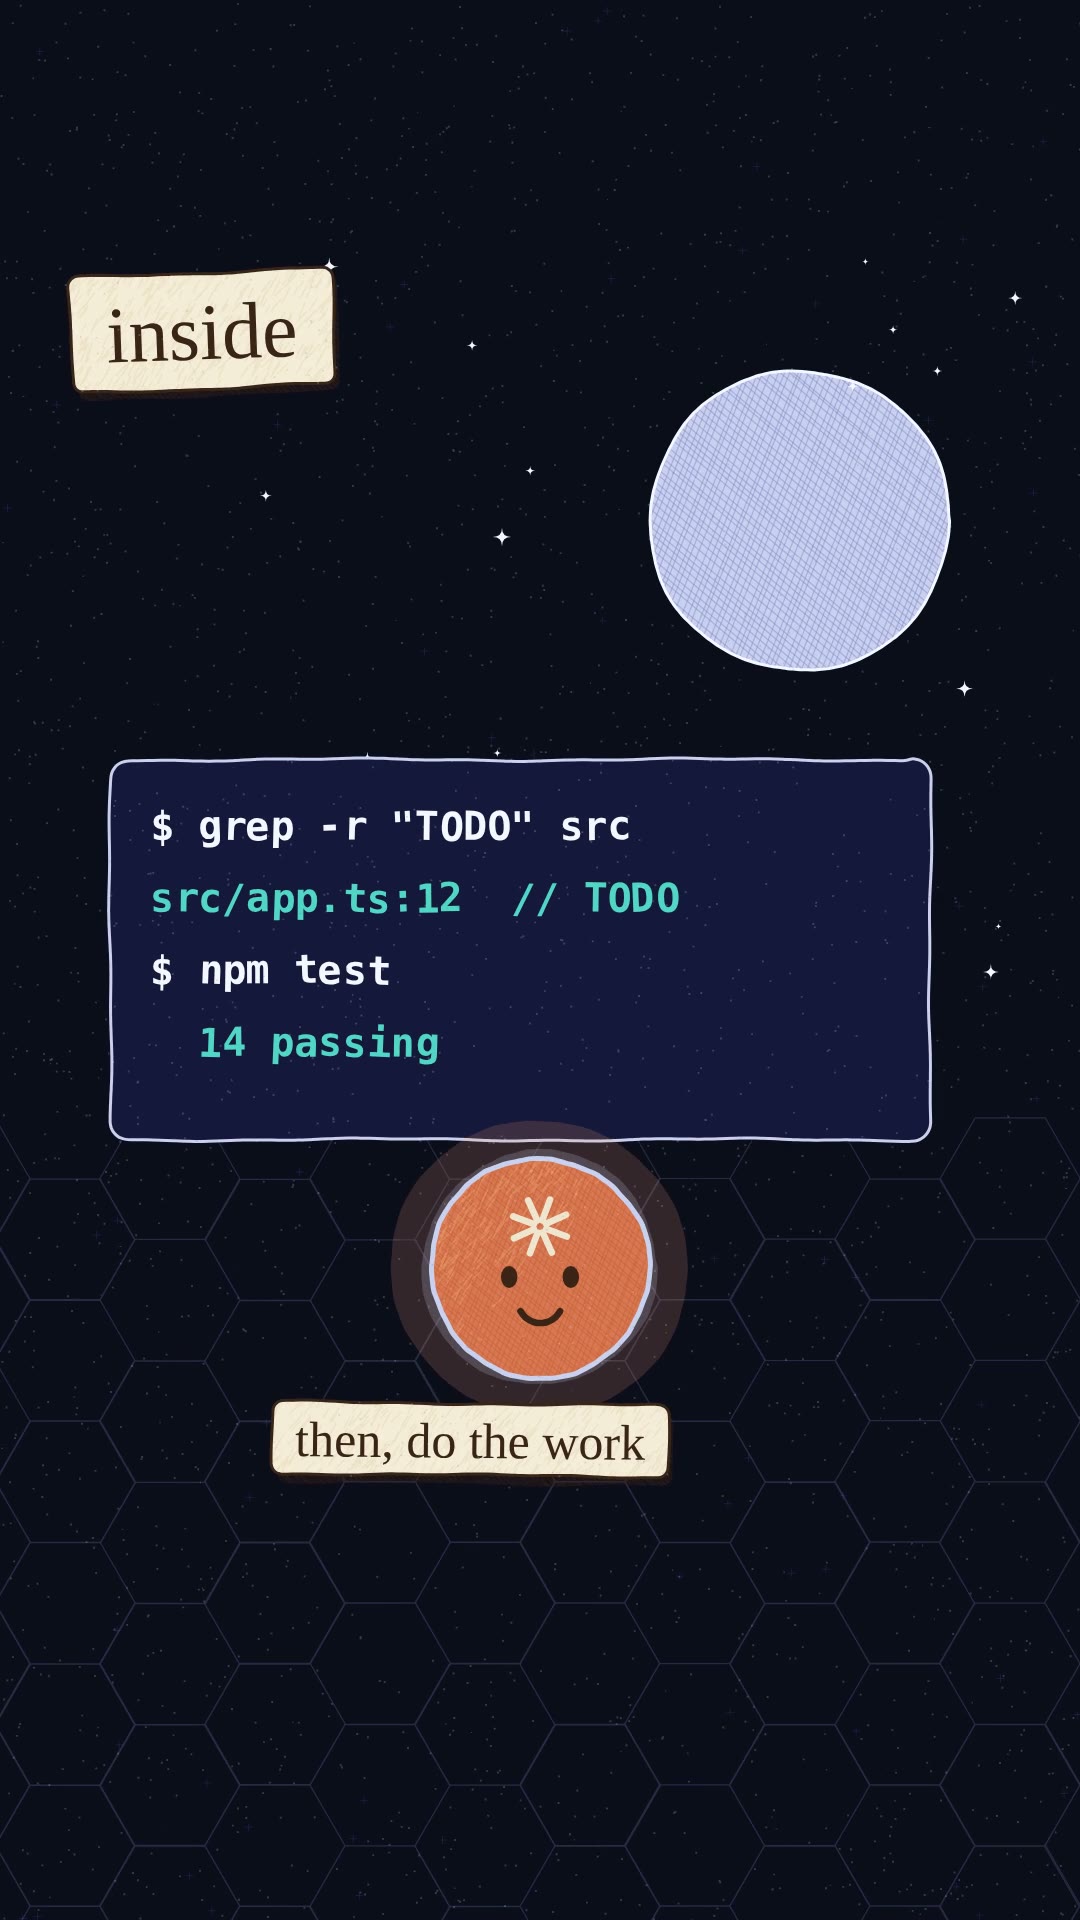 inside
$ grep -r "TODO" src
src/app.ts:12  // TODO
$ npm test
  14 passing
then, do the work